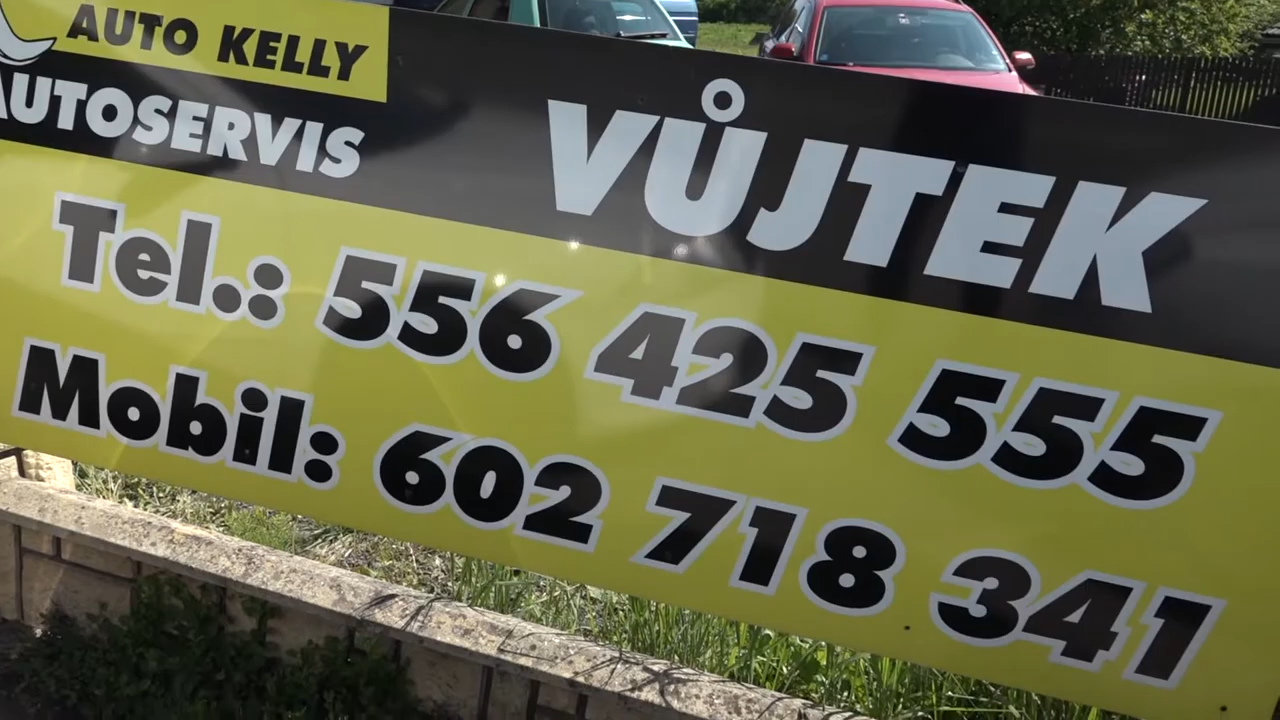 AUTO KELLY
AUTOSERVIS
VŮJTEK
Tel.: 556 425 555
Mobil: 602 718 341